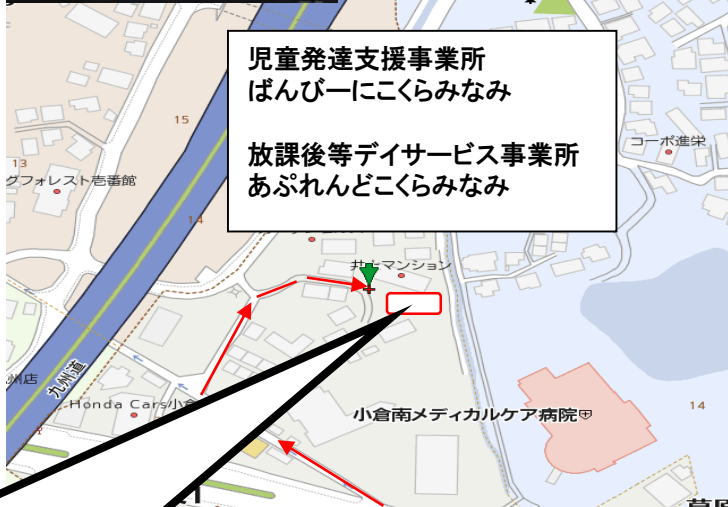 児童発達支援事業所
ばんびーにこくらみなみ
放課後等デイサービス事業所
あぷれんどこくらみなみ
15
コーポ進栄
13
グフォレスト壱番館
14
井上マンション
九州道
州店
Honda Cars小倉
小倉南メディカルケア病院
14